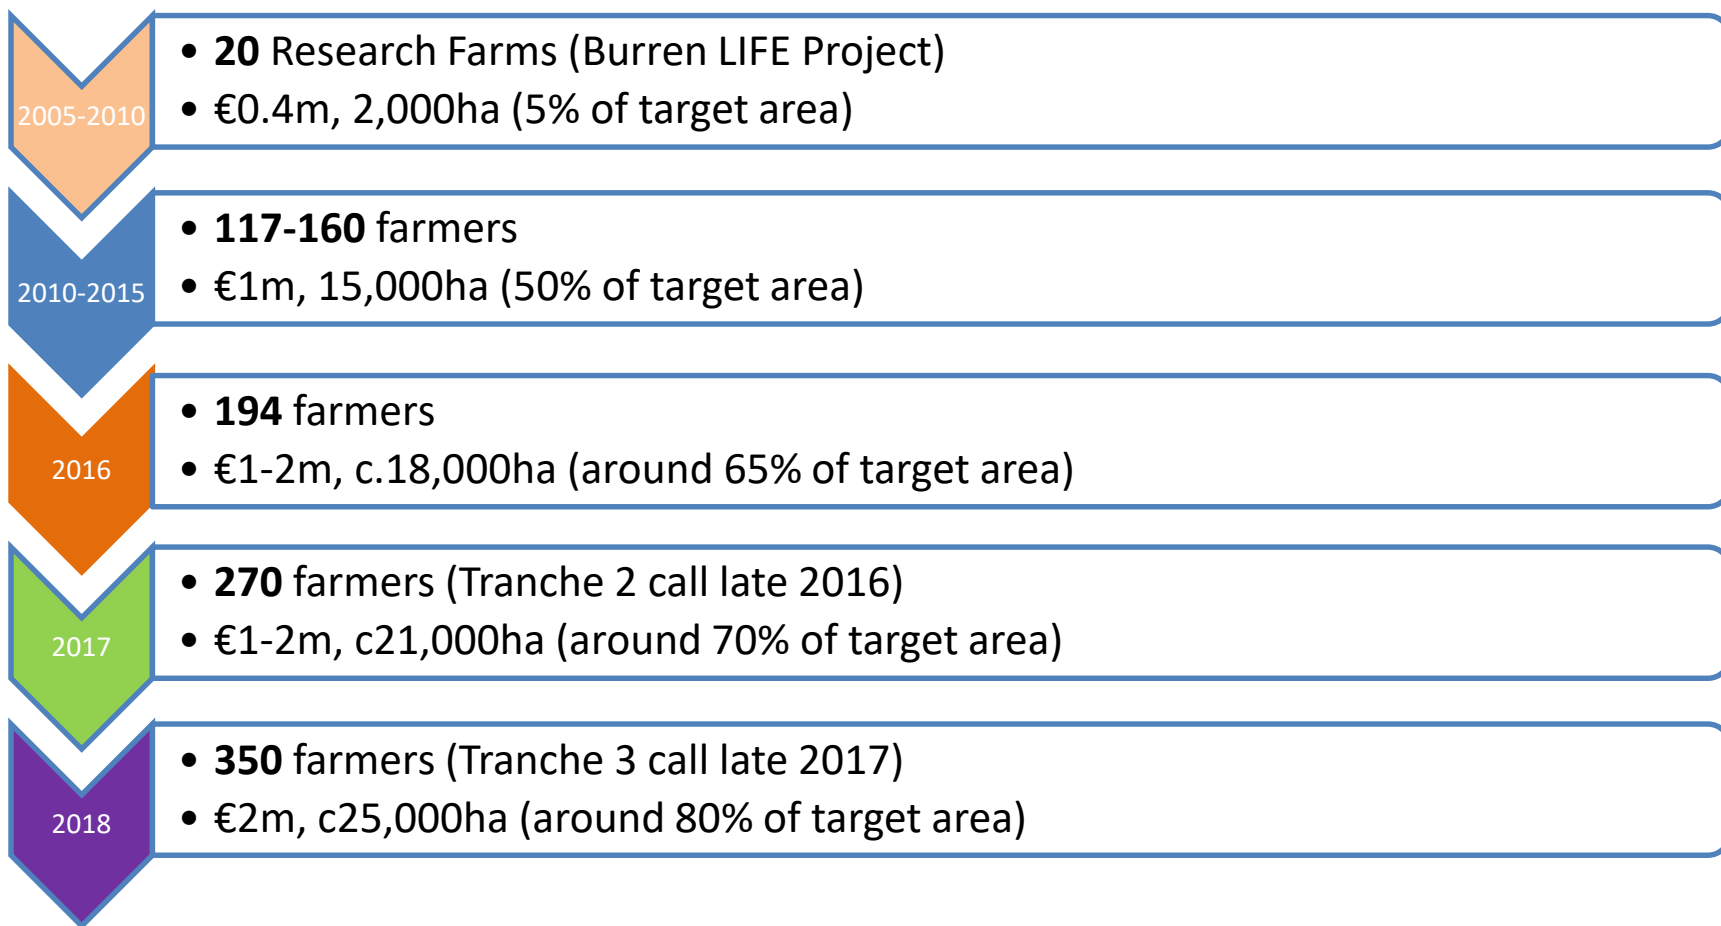 2005-2010
• 20 Research Farms (Burren LIFE Project)
• €0.4m, 2,000ha (5% of target area)
2010-2015
• 117-160 farmers
• €1m, 15,000ha (50% of target area)
2016
• 194 farmers
• €1-2m, c.18,000ha (around 65% of target area)
2017
• 270 farmers (Tranche 2 call late 2016)
• €1-2m, c21,000ha (around 70% of target area)
2018
• 350 farmers (Tranche 3 call late 2017)
• €2m, c25,000ha (around 80% of target area)